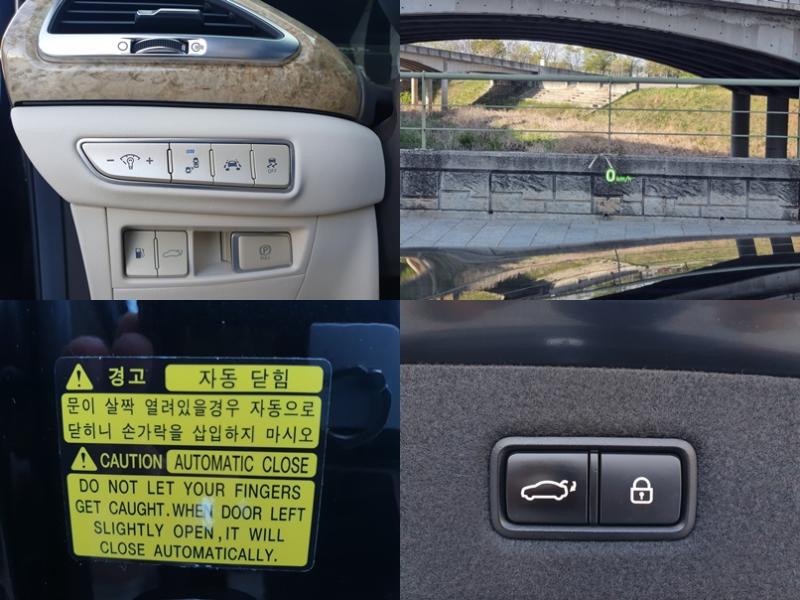 OFF
PULL
0 km/h
경고 자동 닫힘
문이 살짝 열려있을경우 자동으로
닫히니 손가락을 삽입하지 마시오
CAUTION AUTOMATIC CLOSE
DO NOT LET YOUR FINGERS
GET CAUGHT.WHEN DOOR LEFT
SLIGHTLY OPEN,IT WILL
CLOSE AUTOMATICALLY.